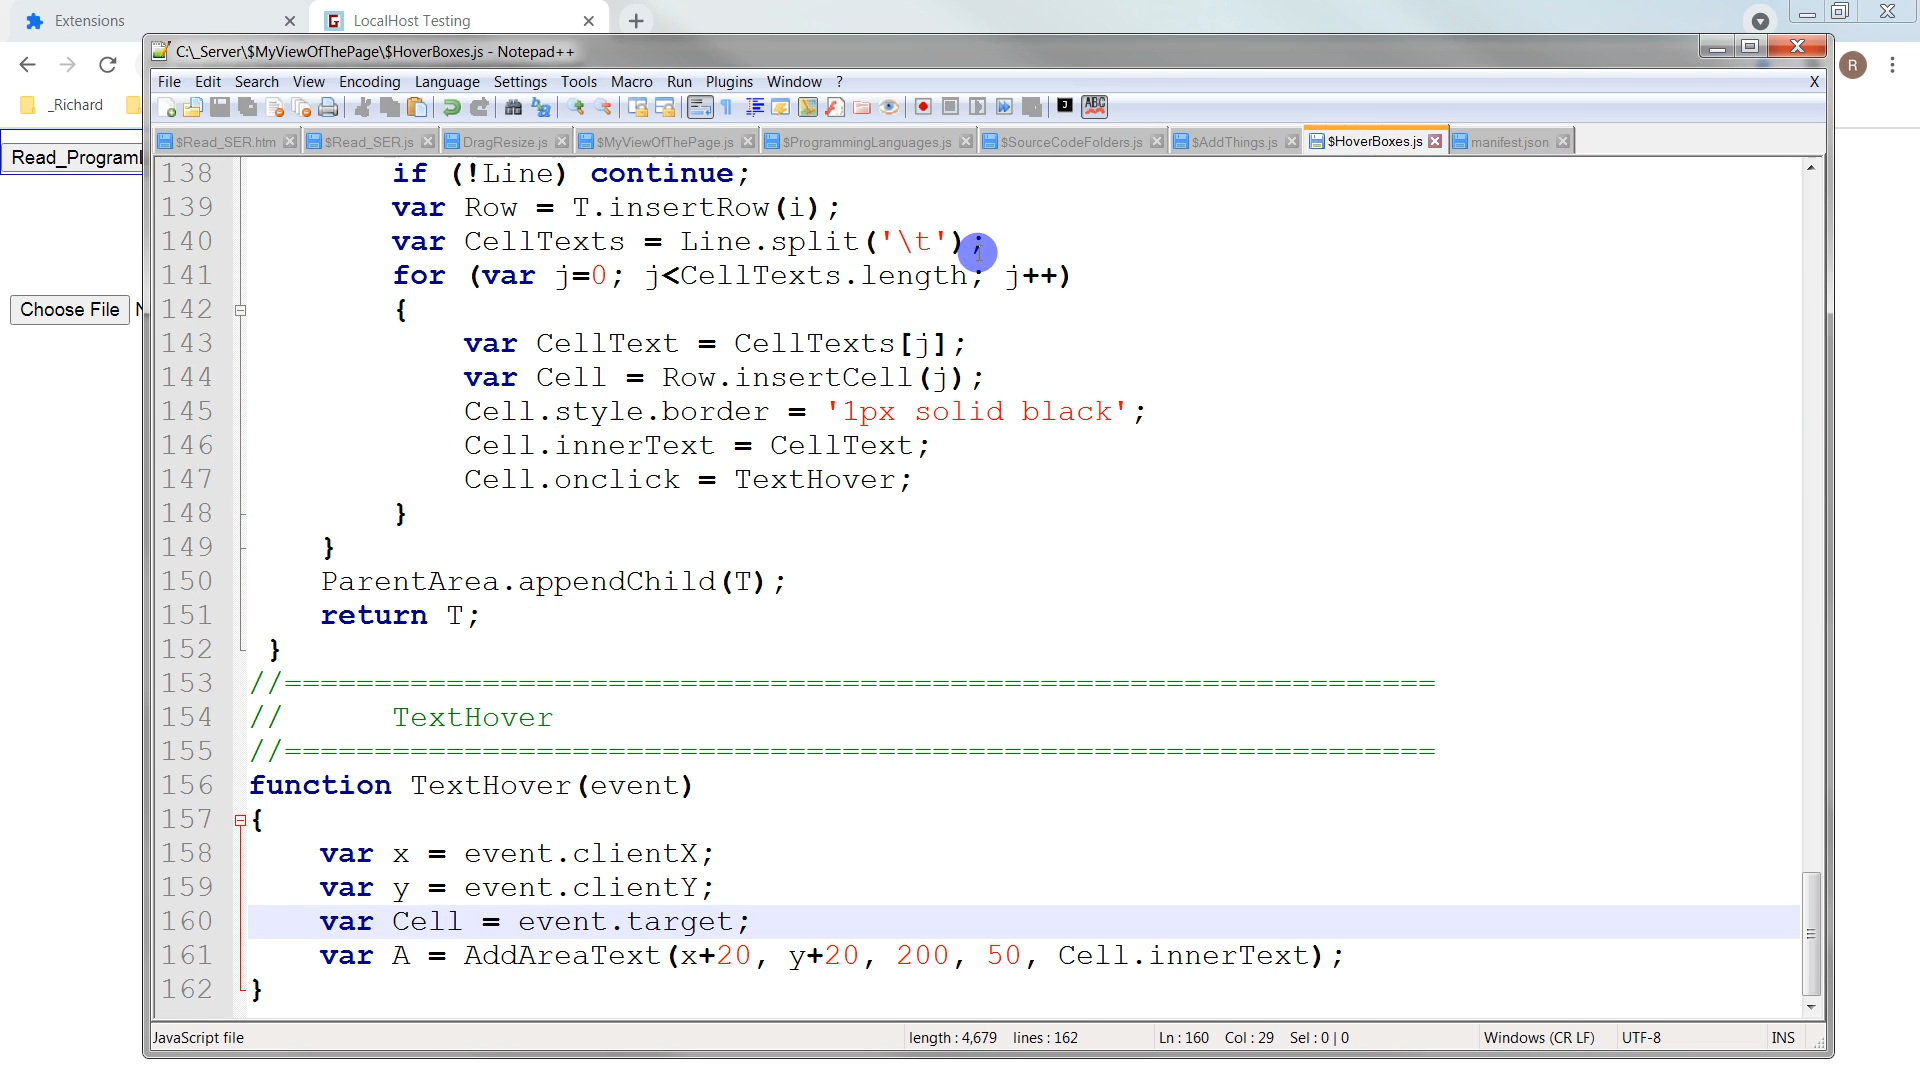 Extensions
LocalHost Testing
C:\_Server\$MyViewOfThePage\$HoverBoxes.js - Notepad++
File Edit Search View Encoding Language Settings Tools Macro Run Plugins Window ? X
R
_Richard
ABC
$Read_SER.htm $Read_SER.js DragResize.js $MyViewOfThePage.js $ProgrammingLanguages.js $SourceCodeFolders.js $AddThings.js $HoverBoxes.js manifest.json
Read_Program
Choose File
138 if (!Line) continue;
139 var Row = T.insertRow(i);
140 var CellTexts = Line.split('\t');
141 for (var j=0; j<CellTexts.length; j++)
142 {
143 var CellText = CellTexts[j];
144 var Cell = Row.insertCell(j);
145 Cell.style.border = '1px solid black';
146 Cell.innerText = CellText;
147 Cell.onclick = TextHover;
148 }
149 }
150 ParentArea.appendChild(T);
151 return T;
152 }
153 //================================================================
154 // TextHover
155 //================================================================
156 function TextHover(event)
157 {
158 var x = event.clientX;
159 var y = event.clientY;
160 var Cell = event.target;
161 var A = AddAreaText(x+20, y+20, 200, 50, Cell.innerText);
162 }
JavaScript file length : 4,679 lines : 162 Ln : 160 Col : 29 Sel : 0 | 0 Windows (CR LF) UTF-8 INS